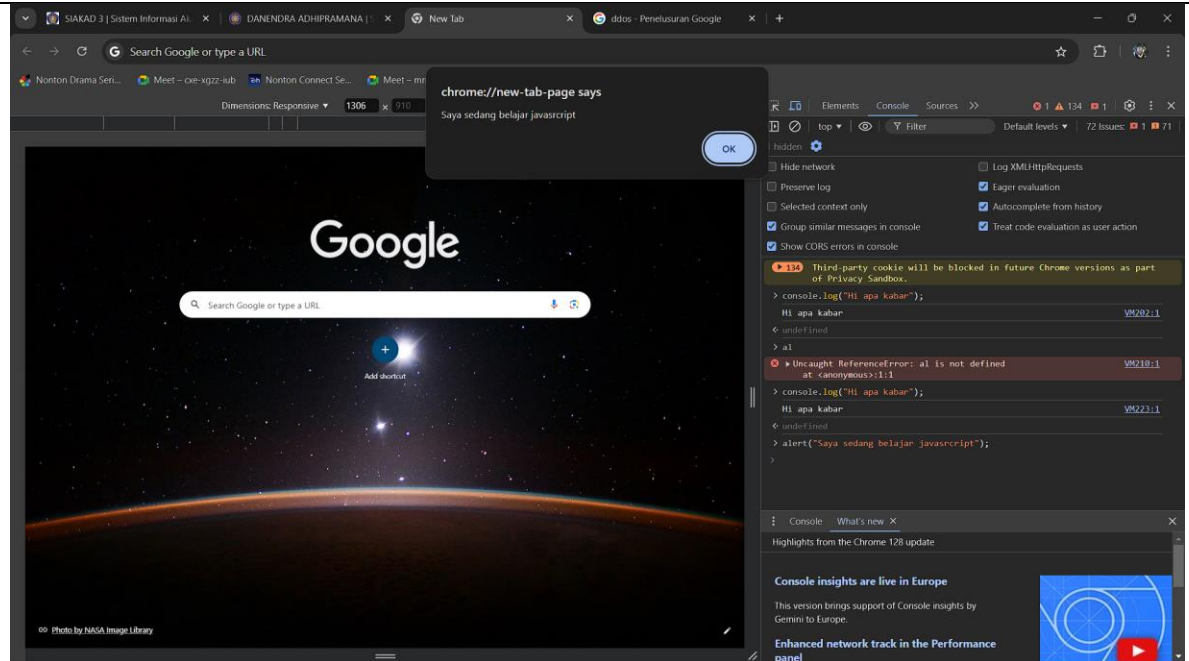 SIAKAD 3 | Sistem Informasi Ak
DANENDRA ADHIPRAMANA | S
New Tab
ddos - Penelusuran Google
Search Google or type a URL
Nonton Drama Seri...
Meet – cxe-xgzz-iub
Nonton Connect Se...
Meet – mr
chrome://new-tab-page says
Saya sedang belajar javasrcript
OK
Dimensions: Responsive
1306 x 910
Google
Search Google or type a URL
Add shortcut
Photo by NASA Image Library
Elements Console Sources
1 134 1
top Filter Default levels 72 Issues: 1 71
hidden
Hide network
Log XMLHttpRequests
Preserve log
Eager evaluation
Selected context only
Autocomplete from history
Group similar messages in console
Treat code evaluation as user action
Show CORS errors in console
134 Third-party cookie will be blocked in future Chrome versions as part
of Privacy Sandbox.
> console.log("Hi apa kabar");
Hi apa kabar VM202:1
undefined
> al
Uncaught ReferenceError: al is not defined VM210:1
at <anonymous>:1:1
> console.log("Hi apa kabar");
Hi apa kabar VM223:1
undefined
> alert("Saya sedang belajar javasrcript");
>
Console What's new
Highlights from the Chrome 128 update
Console insights are live in Europe
This version brings support of Console insights by
Gemini to Europe.
Enhanced network track in the Performance
panel